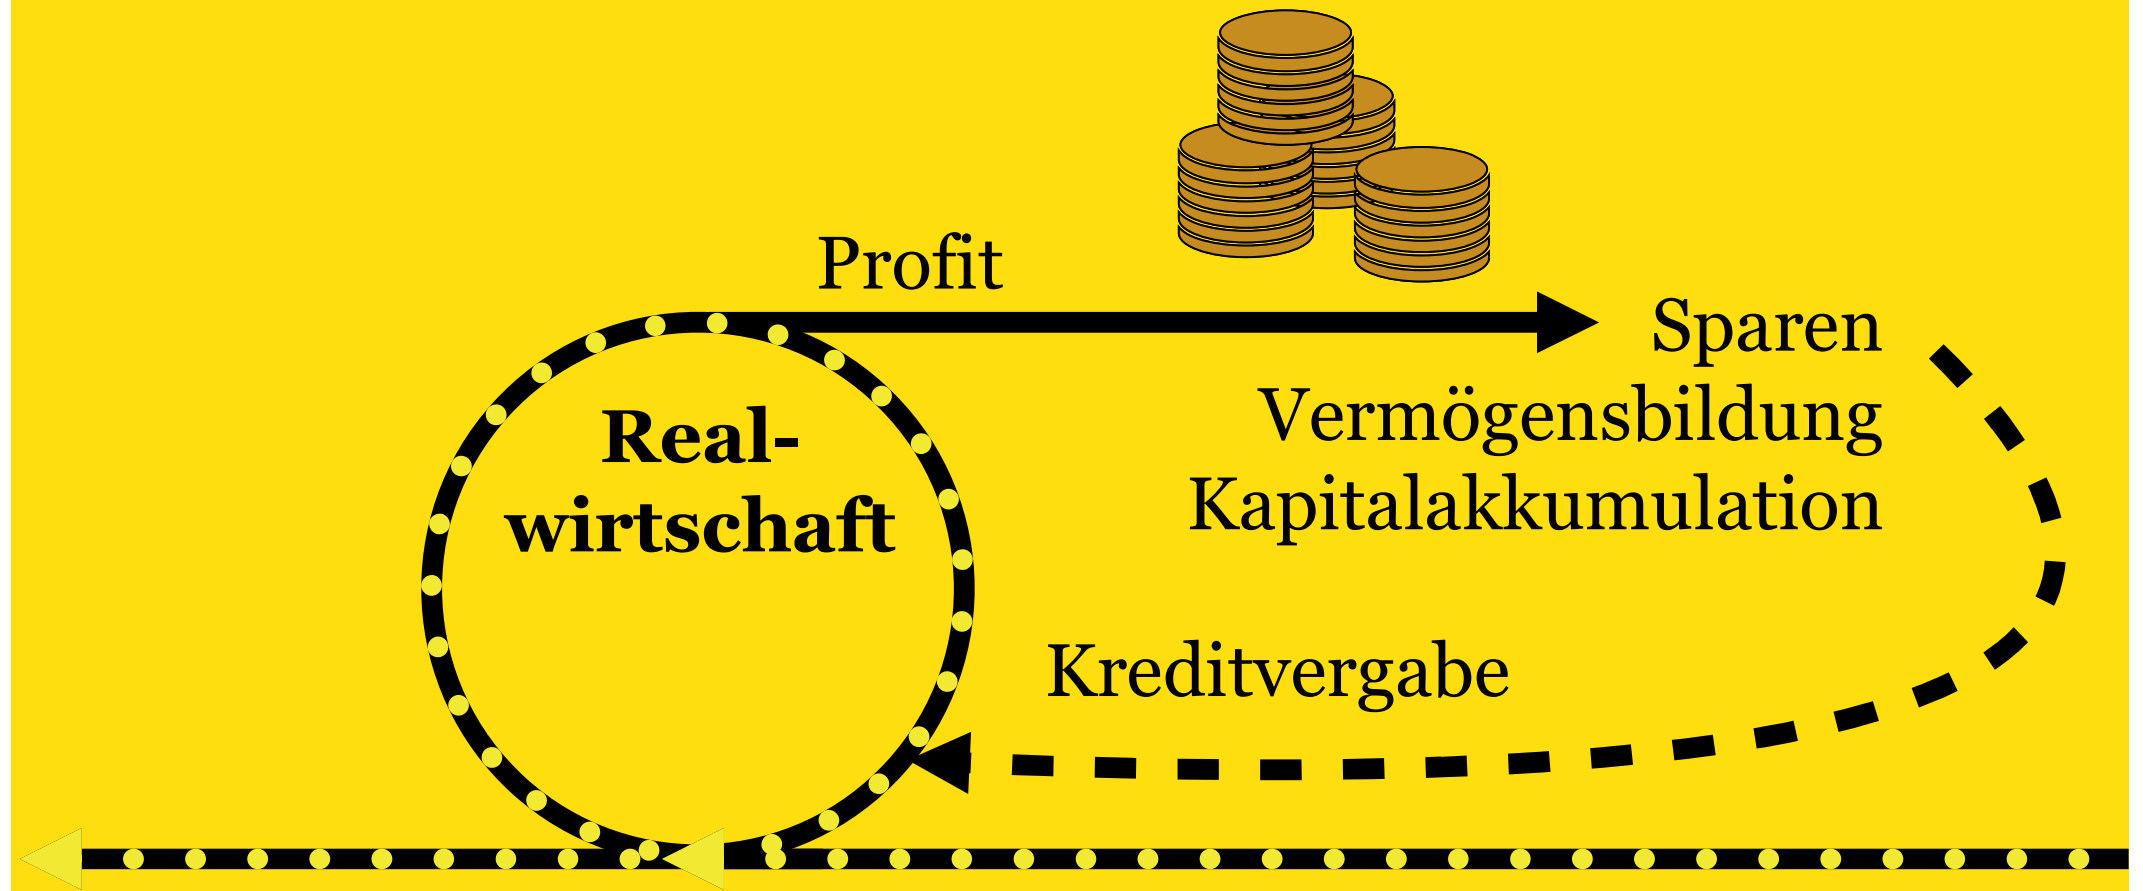 Profit
Sparen
Vermögensbildung
Kapitalakkumulation
Real-
wirtschaft
Kreditvergabe